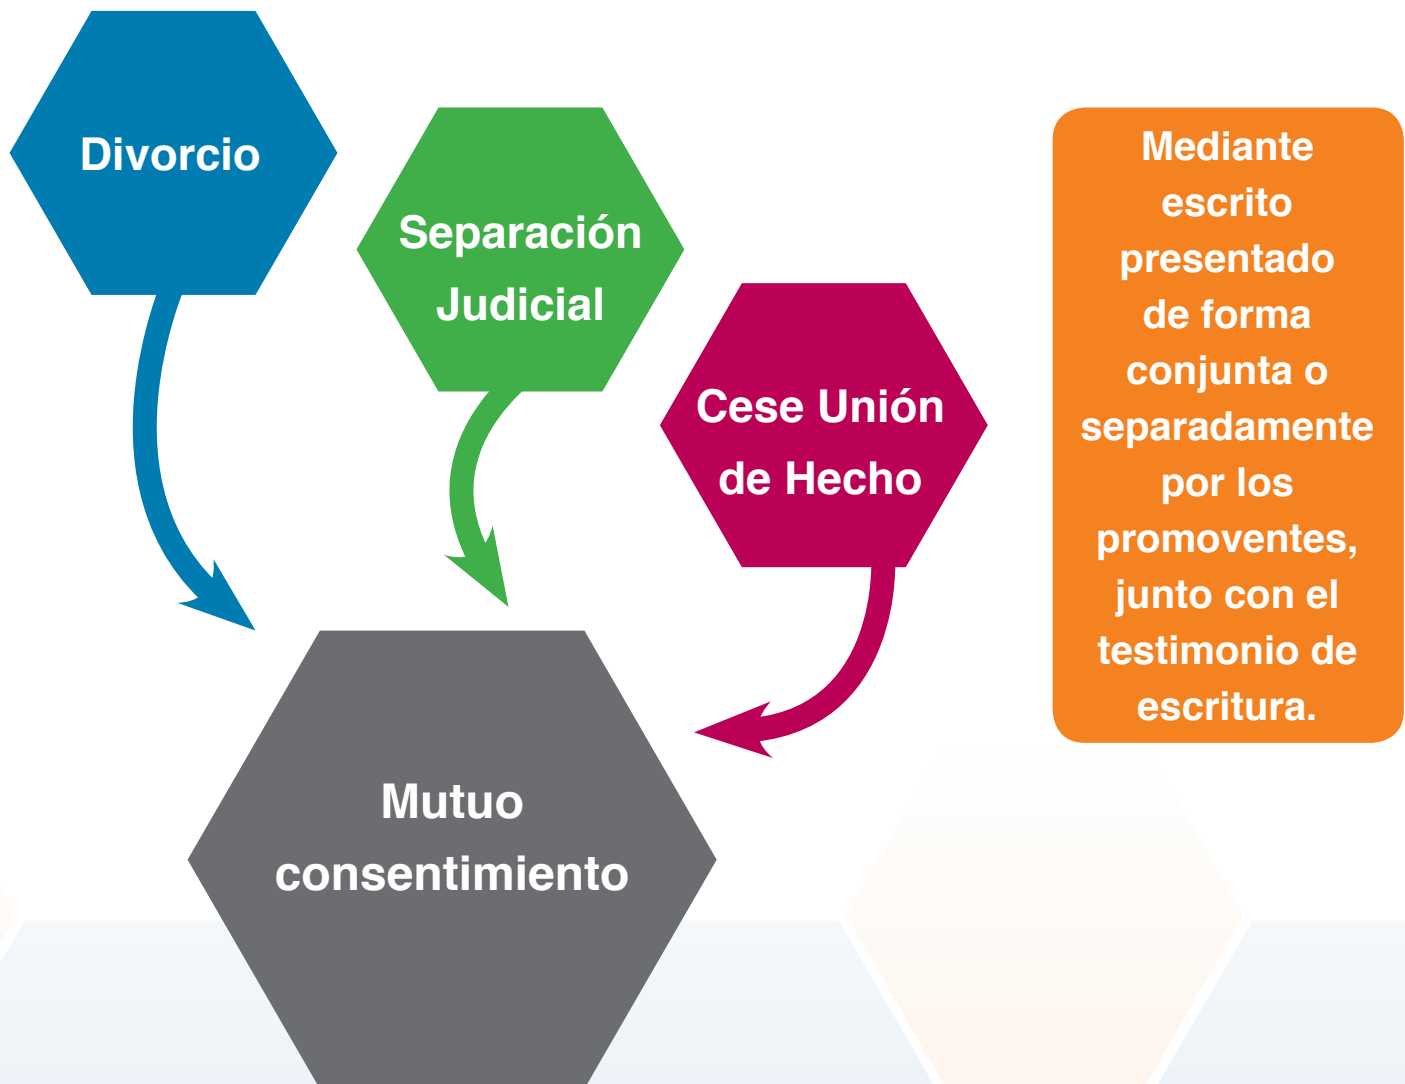 Divorcio
Separación
Judicial
Cese Unión
de Hecho
Mutuo
consentimiento
Mediante
escrito
presentado
de forma
conjunta o
separadamente
por los
promoventes,
junto con el
testimonio de
escritura.